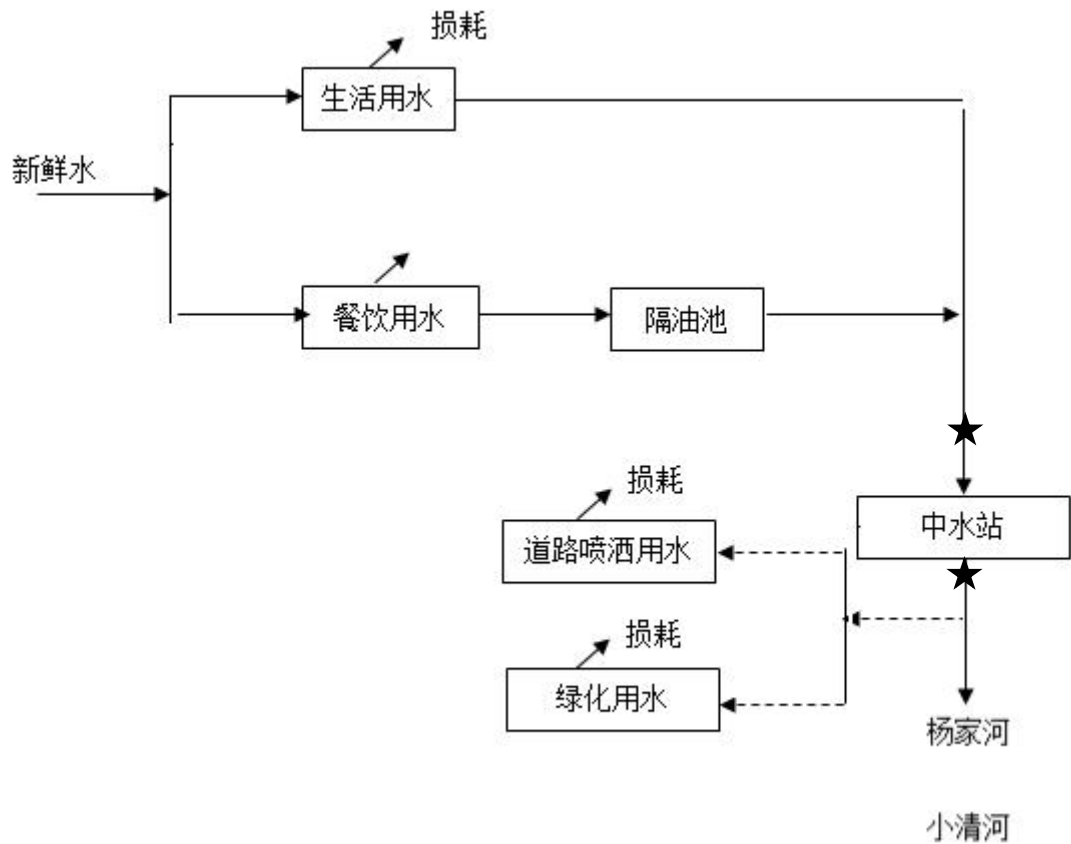 损耗
生活用水
新鲜水
餐饮用水
隔油池
损耗
中水站
道路喷洒用水
损耗
绿化用水
杨家河
小清河